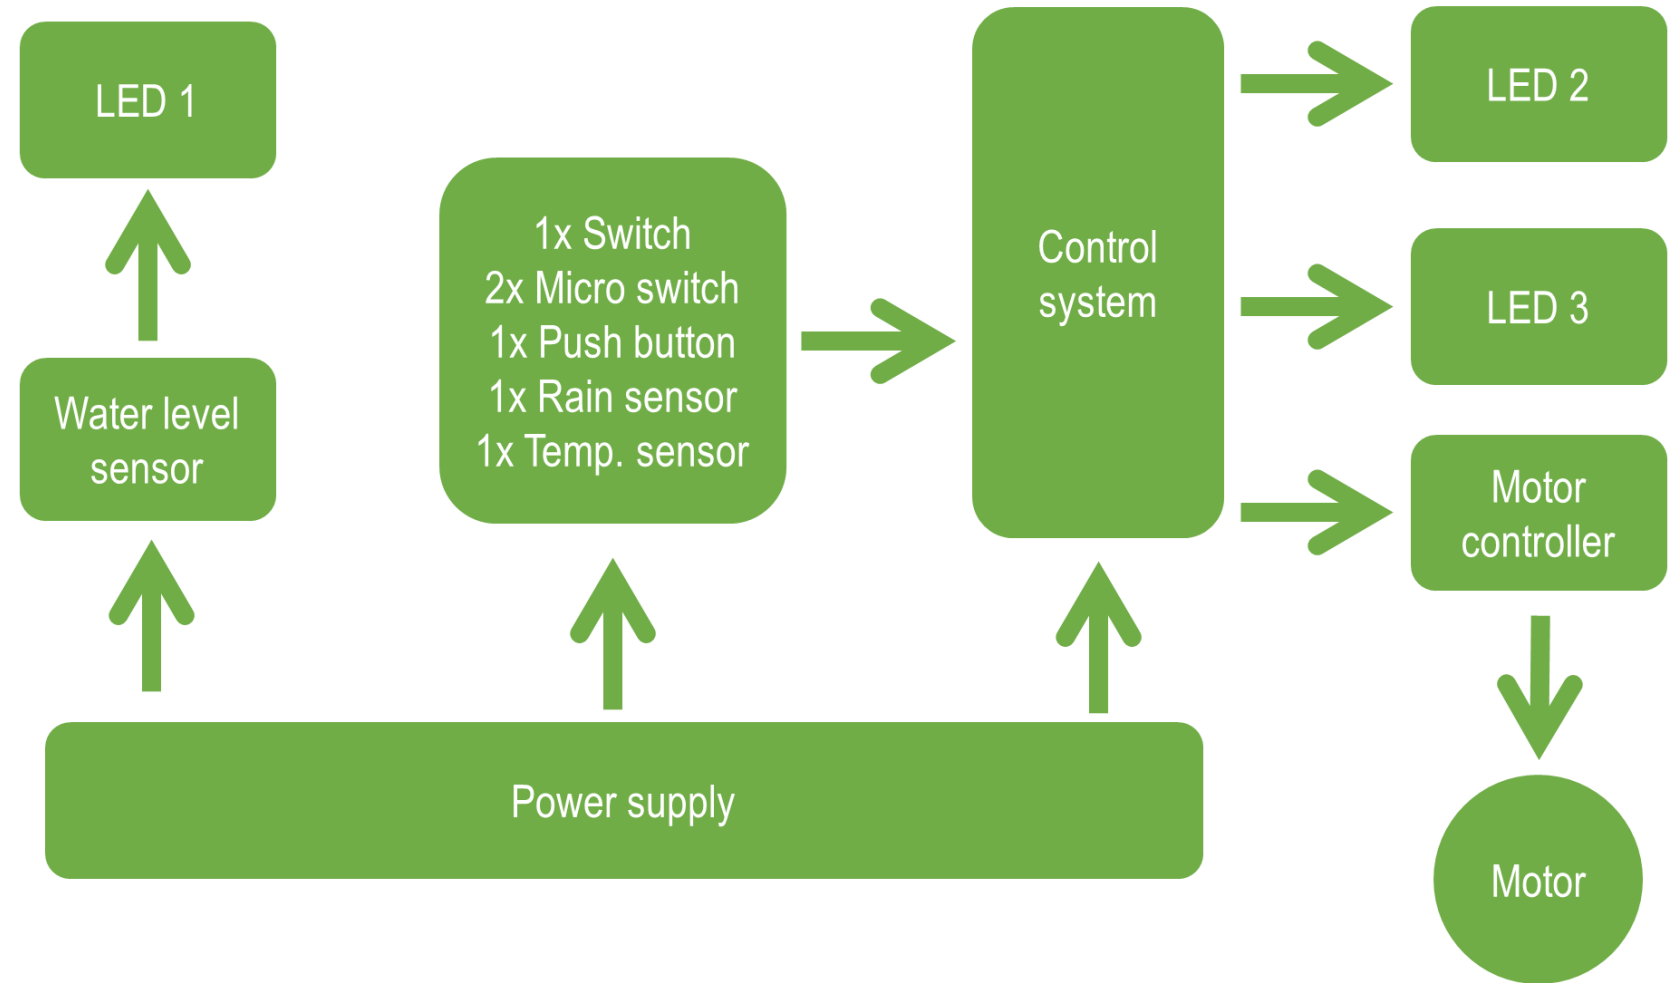 LED 1
Water level
sensor
1x Switch
2x Micro switch
1x Push button
1x Rain sensor
1x Temp. sensor
Control
system
LED 2
LED 3
Motor
controller
Motor
Power supply